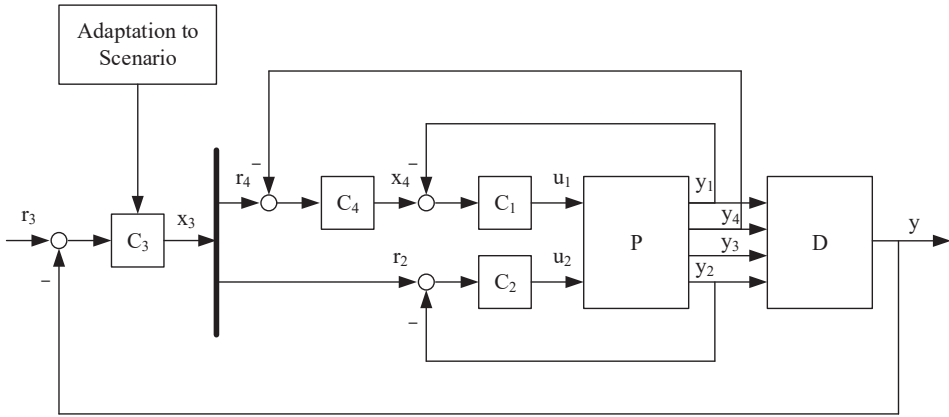 Adaptation to
Scenario
r3
−
C3
x3
r4
−
C4
x4
−
C1
u1
r2
−
C2
u2
P
y1
y4
y3
y2
D
y